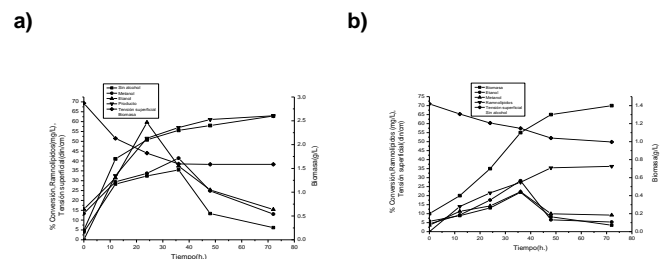 a)
b)
Sin alcohol
Metanol
Etanol
Producto
Tensión superficial
Biomasa
% Conversión,Ramnolípidos(mg/L),
Tensión superficial(din/cm)
70
65
60
55
50
45
40
35
30
25
20
15
10
5
0
3.0
2.5
2.0
1.5
1.0
0.5
0.0
Biomasa(g/L)
0 10 20 30 40 50 60 70 80
Tiempo(h.)
Biomasa
Etanol
Metanol
Ramnolípidos
Tensión superficial
Sin alcohol
% Conversión,Ramnolípidos (mg/L),
Tensión superficial(din/cm)
75
70
65
60
55
50
45
40
35
30
25
20
15
10
5
0
1.4
1.2
1.0
0.8
0.6
0.4
0.2
0.0
Biomasa(g/L)
0 10 20 30 40 50 60 70 80
Tiempo(h.)